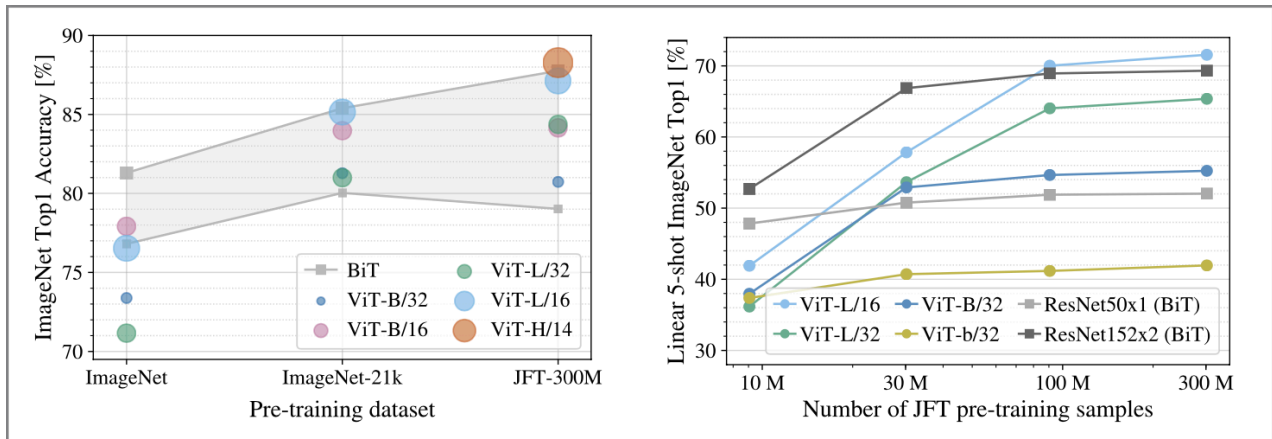 ImageNet Top1 Accuracy [%]
90
85
80
75
70
BiT
ViT-B/32
ViT-B/16
ViT-L/32
ViT-L/16
ViT-H/14
ImageNet
ImageNet-21k
JFT-300M
Pre-training dataset
Linear 5-shot ImageNet Top1 [%]
70
60
50
40
30
ViT-L/16
ViT-L/32
ViT-B/32
ViT-b/32
ResNet50x1 (BiT)
ResNet152x2 (BiT)
10 M
30 M
100 M
300 M
Number of JFT pre-training samples